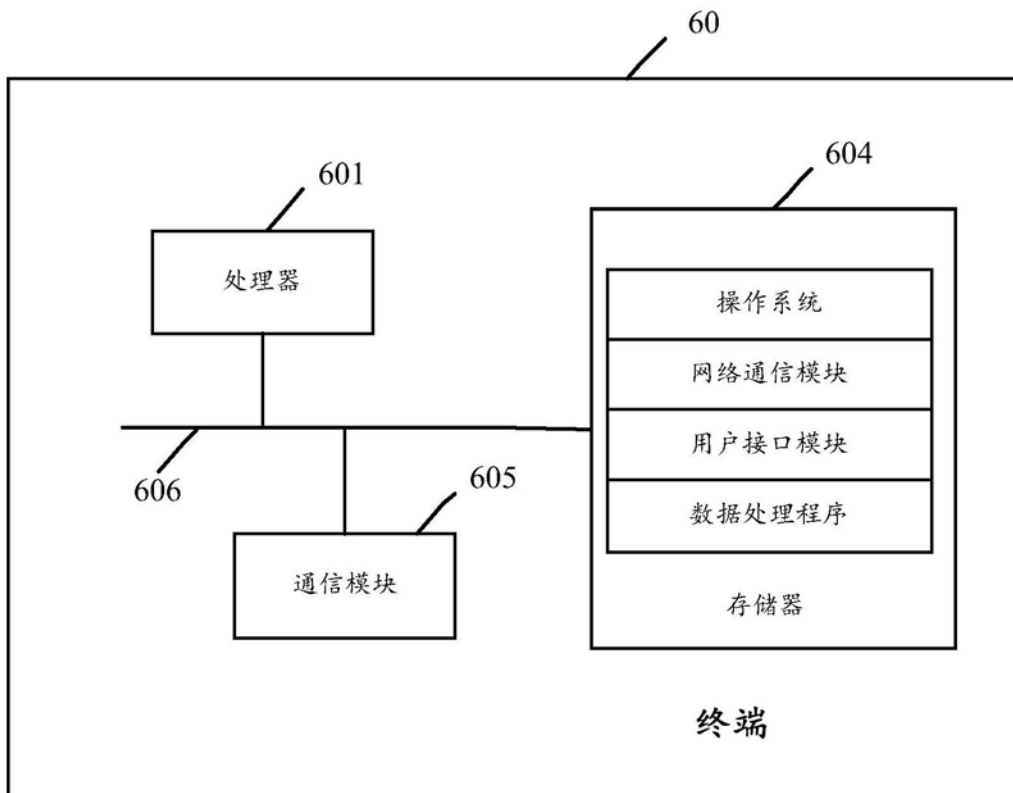 60
604
601
处理器
操作系统
网络通信模块
用户接口模块
数据处理程序
存储器
606
605
通信模块
终端